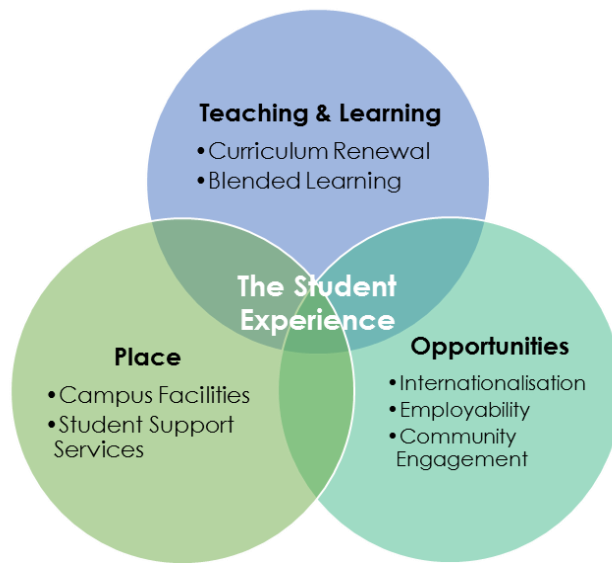 Teaching & Learning
•Curriculum Renewal
•Blended Learning
The Student
Experience
Place
•Campus Facilities
•Student Support
Services
Opportunities
•Internationalisation
•Employability
•Community
Engagement